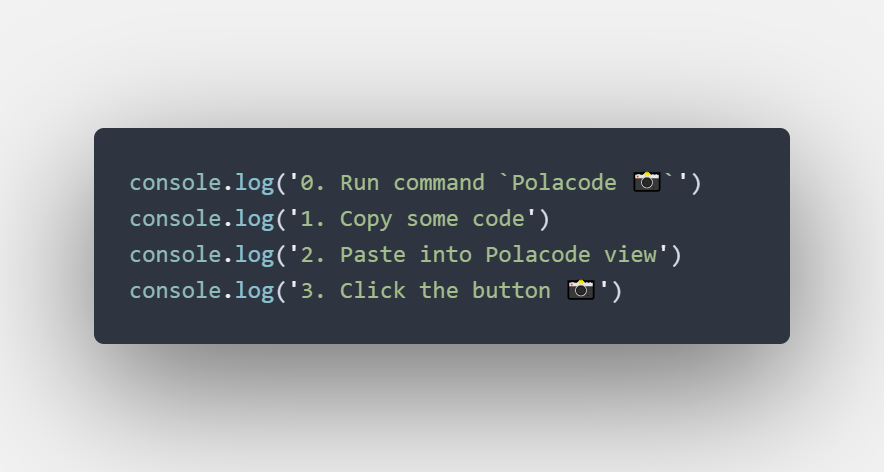 console.log('0. Run command `Polacode 📸`')
console.log('1. Copy some code')
console.log('2. Paste into Polacode view')
console.log('3. Click the button 📸')